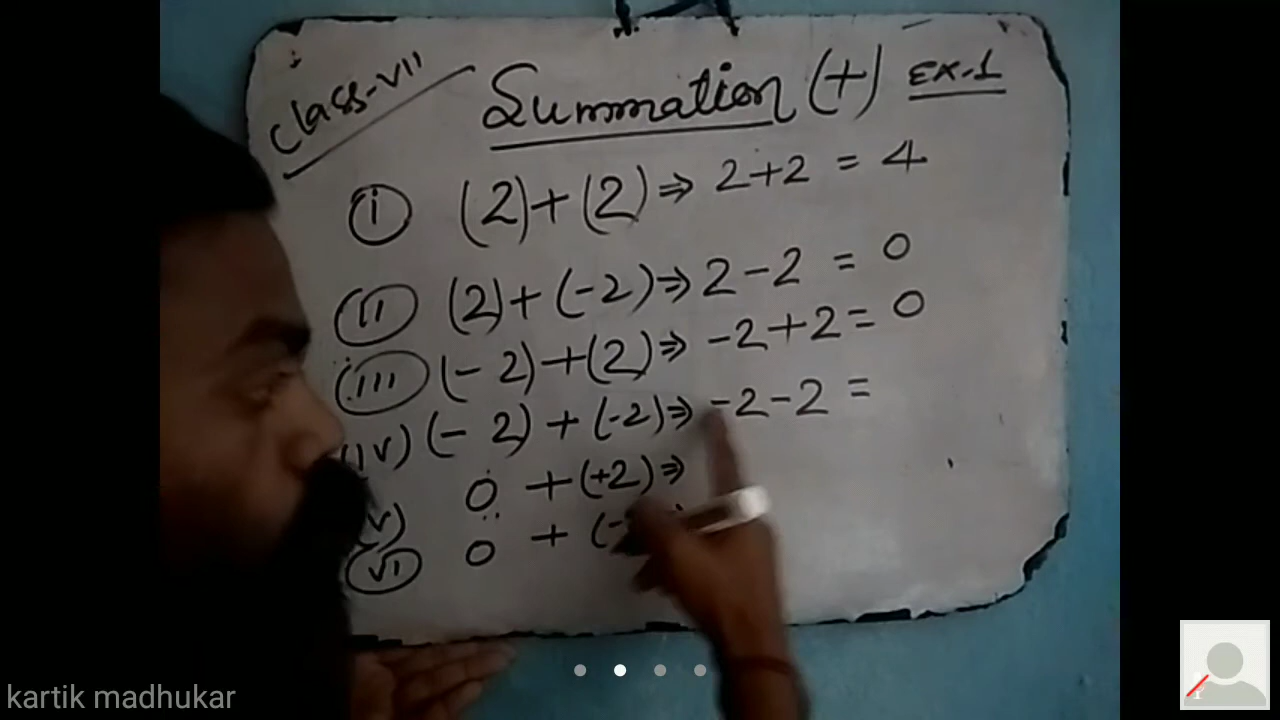 Class-VII
Summation (+) EX-1
(i) (2)+(2) ⇒ 2+2 = 4
(ii) (2)+(-2) ⇒ 2-2 = 0
(iii) (-2)+(2) ⇒ -2+2 = 0
(iv) (-2)+(-2) ⇒ -2-2 =
v) 0 +(+2) ⇒
(vi) 0 + (-
kartik madhukar